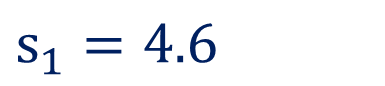 s₁ = 4.6